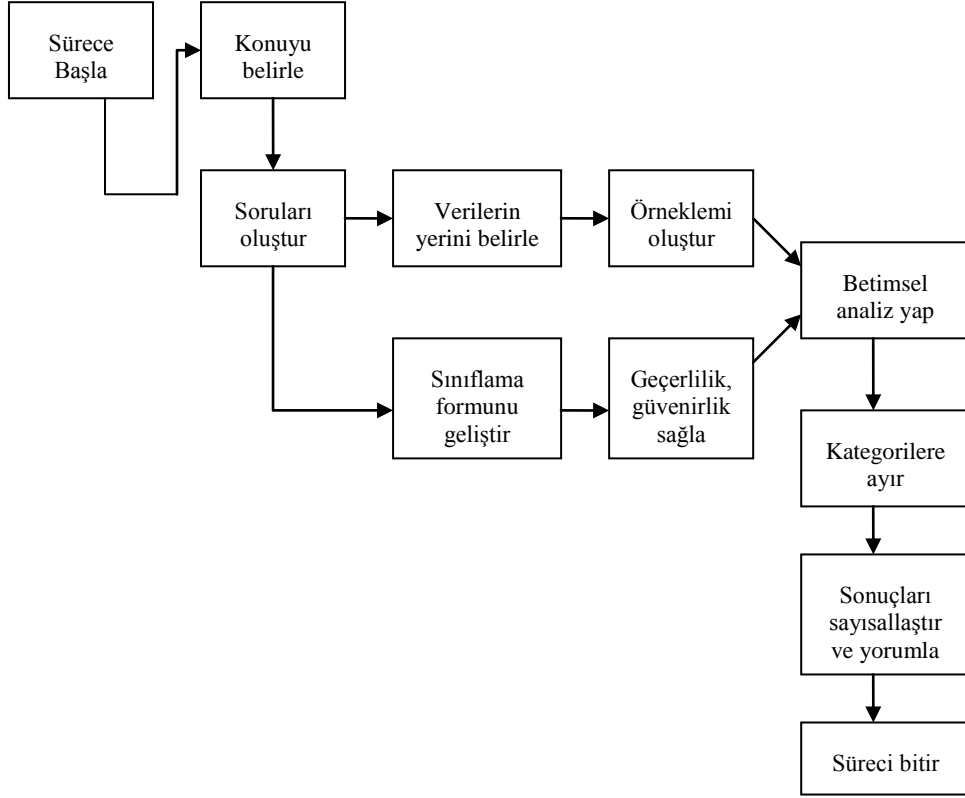 Sürece
Başla
Konuyu
belirle
Soruları
oluştur
Verilerin
yerini belirle
Örneklemi
oluştur
Betimsel
analiz yap
Sınıflama
formunu
geliştir
Geçerlilik,
güvenirlik
sağla
Kategorilere
ayır
Sonuçları
sayısallaştır
ve yorumla
Süreci bitir